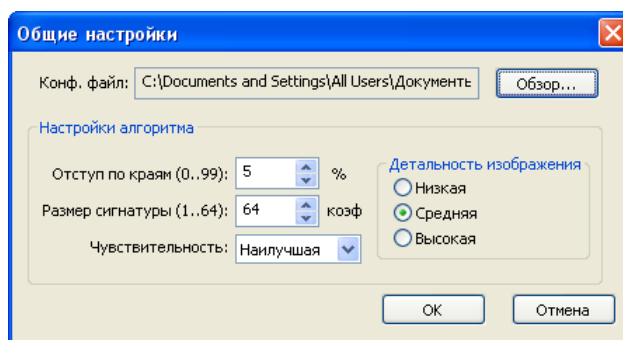 Общие настройки
Конф. файл: C:\Documents and Settings\All Users\Документь Обзор...
Настройки алгоритма
Отступ по краям (0..99): 5 %
Размер сигнатуры (1..64): 64 коэф
Чувствительность: Наилучшая
Детальность изображения
Низкая
Средняя
Высокая
OK Отмена